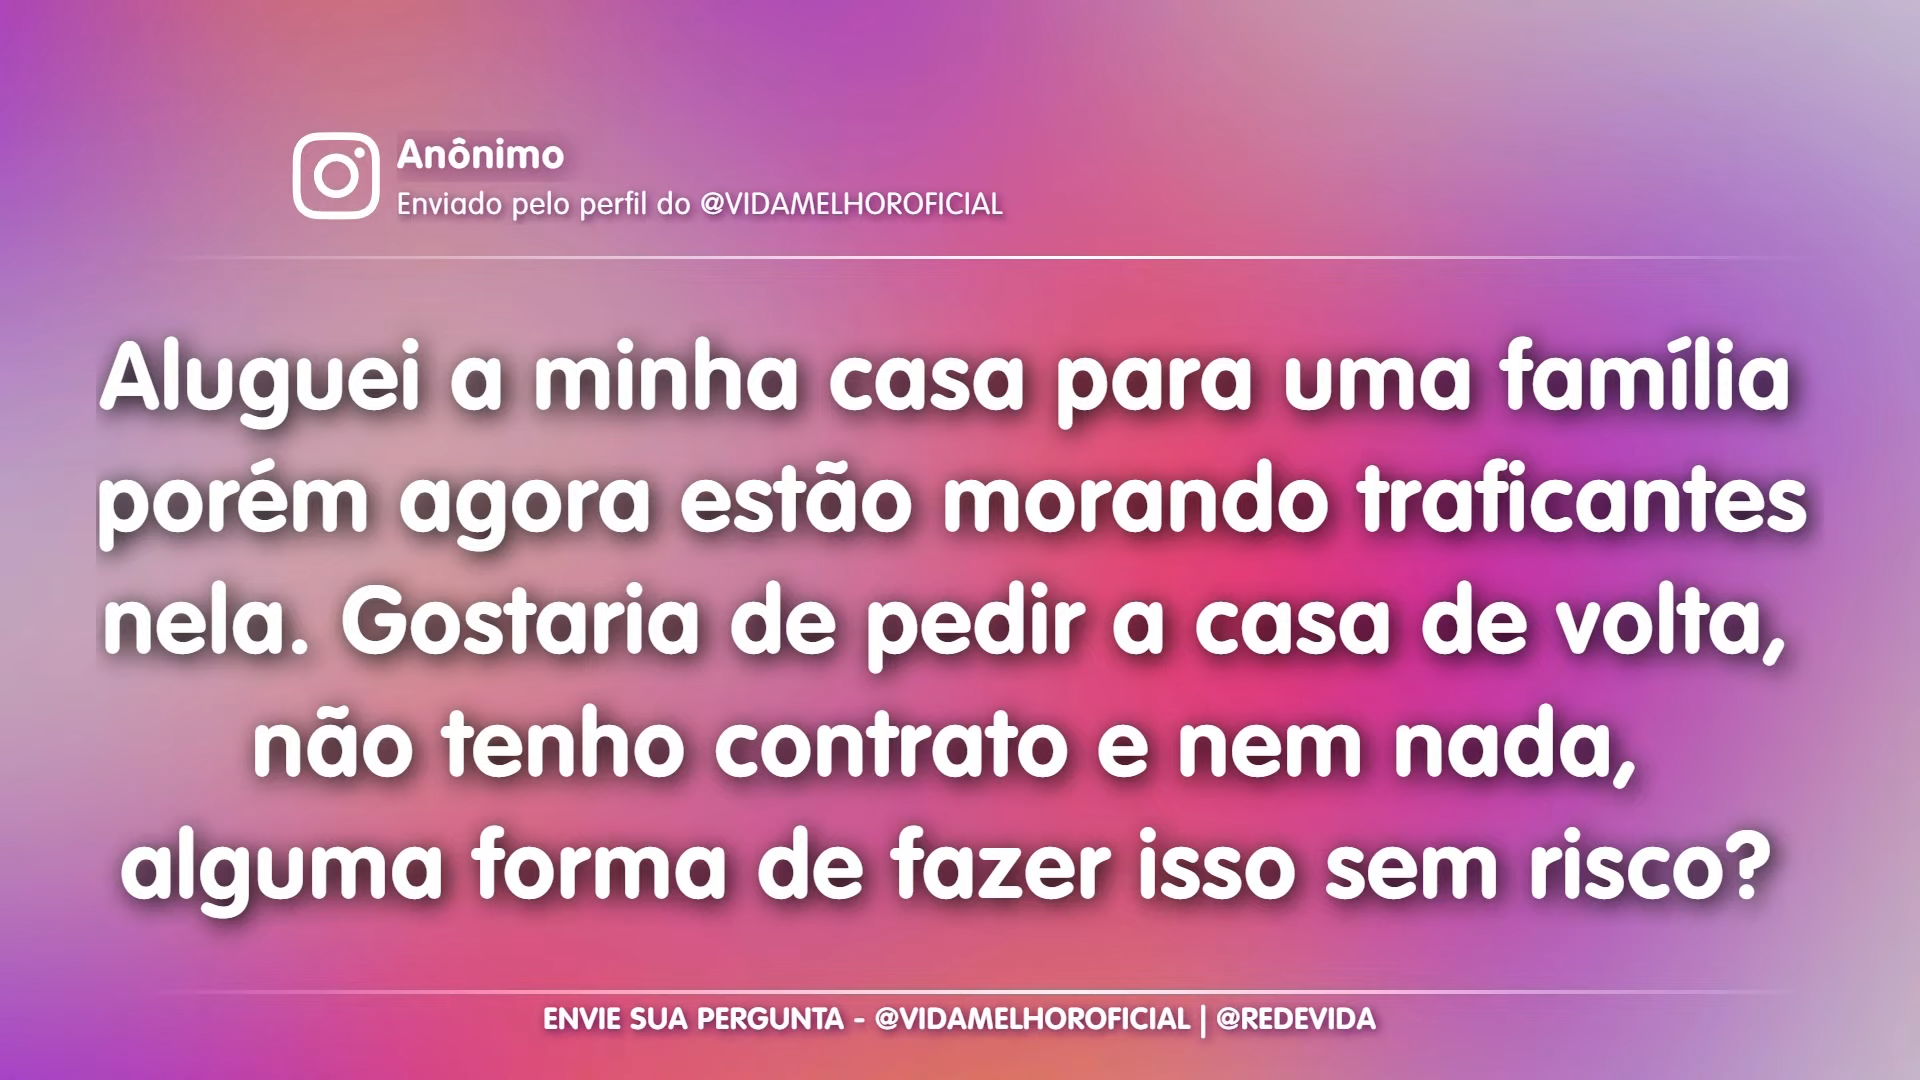 Anônimo
Enviado pelo perfil do @VIDAMELHOROFICIAL
Aluguei a minha casa para uma família
porém agora estão morando traficantes
nela. Gostaria de pedir a casa de volta,
não tenho contrato e nem nada,
alguma forma de fazer isso sem risco?
ENVIE SUA PERGUNTA - @VIDAMELHOROFICIAL | @REDEVIDA